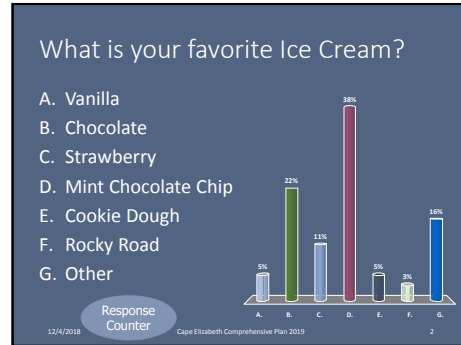 What is your favorite Ice Cream?
A. Vanilla
B. Chocolate
C. Strawberry
D. Mint Chocolate Chip
E. Cookie Dough
F. Rocky Road
G. Other
5%
22%
11%
38%
5%
3%
16%
A. B. C. D. E. F. G.
Response
Counter
12/4/2018 Cape Elizabeth Comprehensive Plan 2019 2